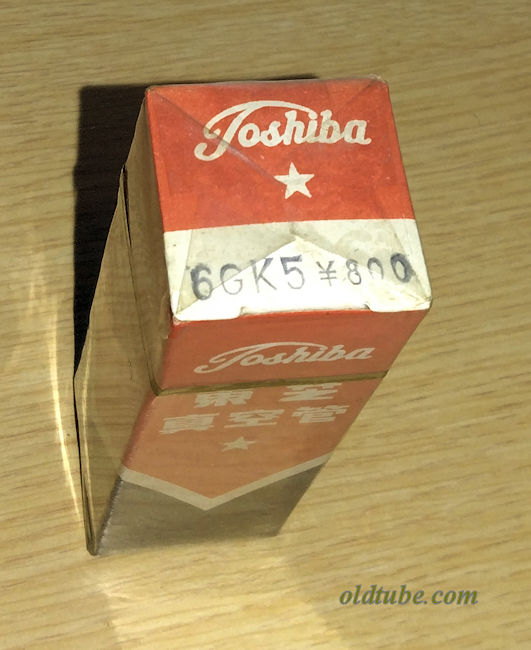 Toshiba
6GK5 ¥800
Toshiba
東芝
真空管
oldtube.com